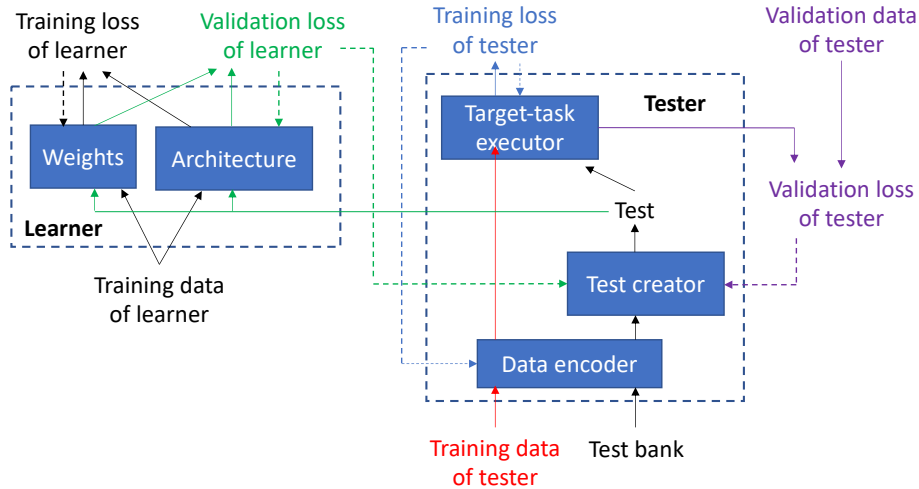 Training loss
of learner
Validation loss
of learner
Training loss
of tester
Validation data
of tester
Weights
Architecture
Learner
Target-task
executor
Tester
Test
Validation loss
of tester
Training data
of learner
Test creator
Data encoder
Training data
of tester
Test bank